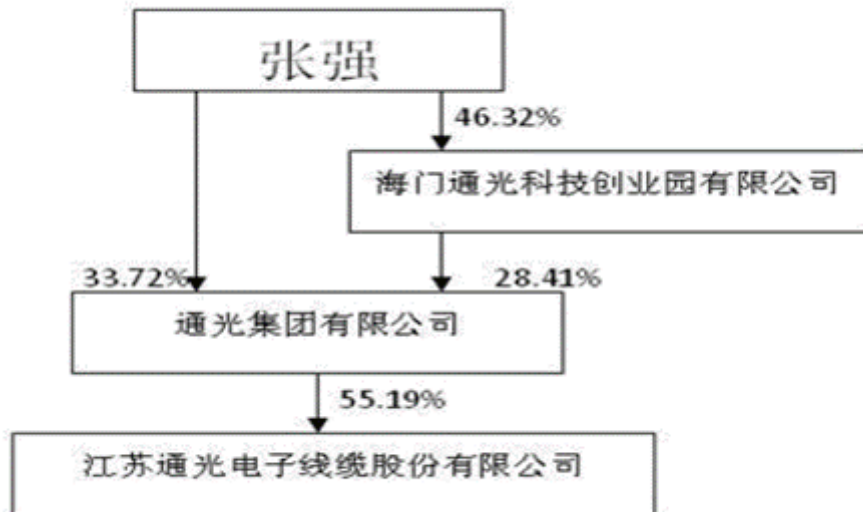 张强
46.32%
海门通光科技创业园有限公司
33.72%
28.41%
通光集团有限公司
55.19%
江苏通光电子线缆股份有限公司